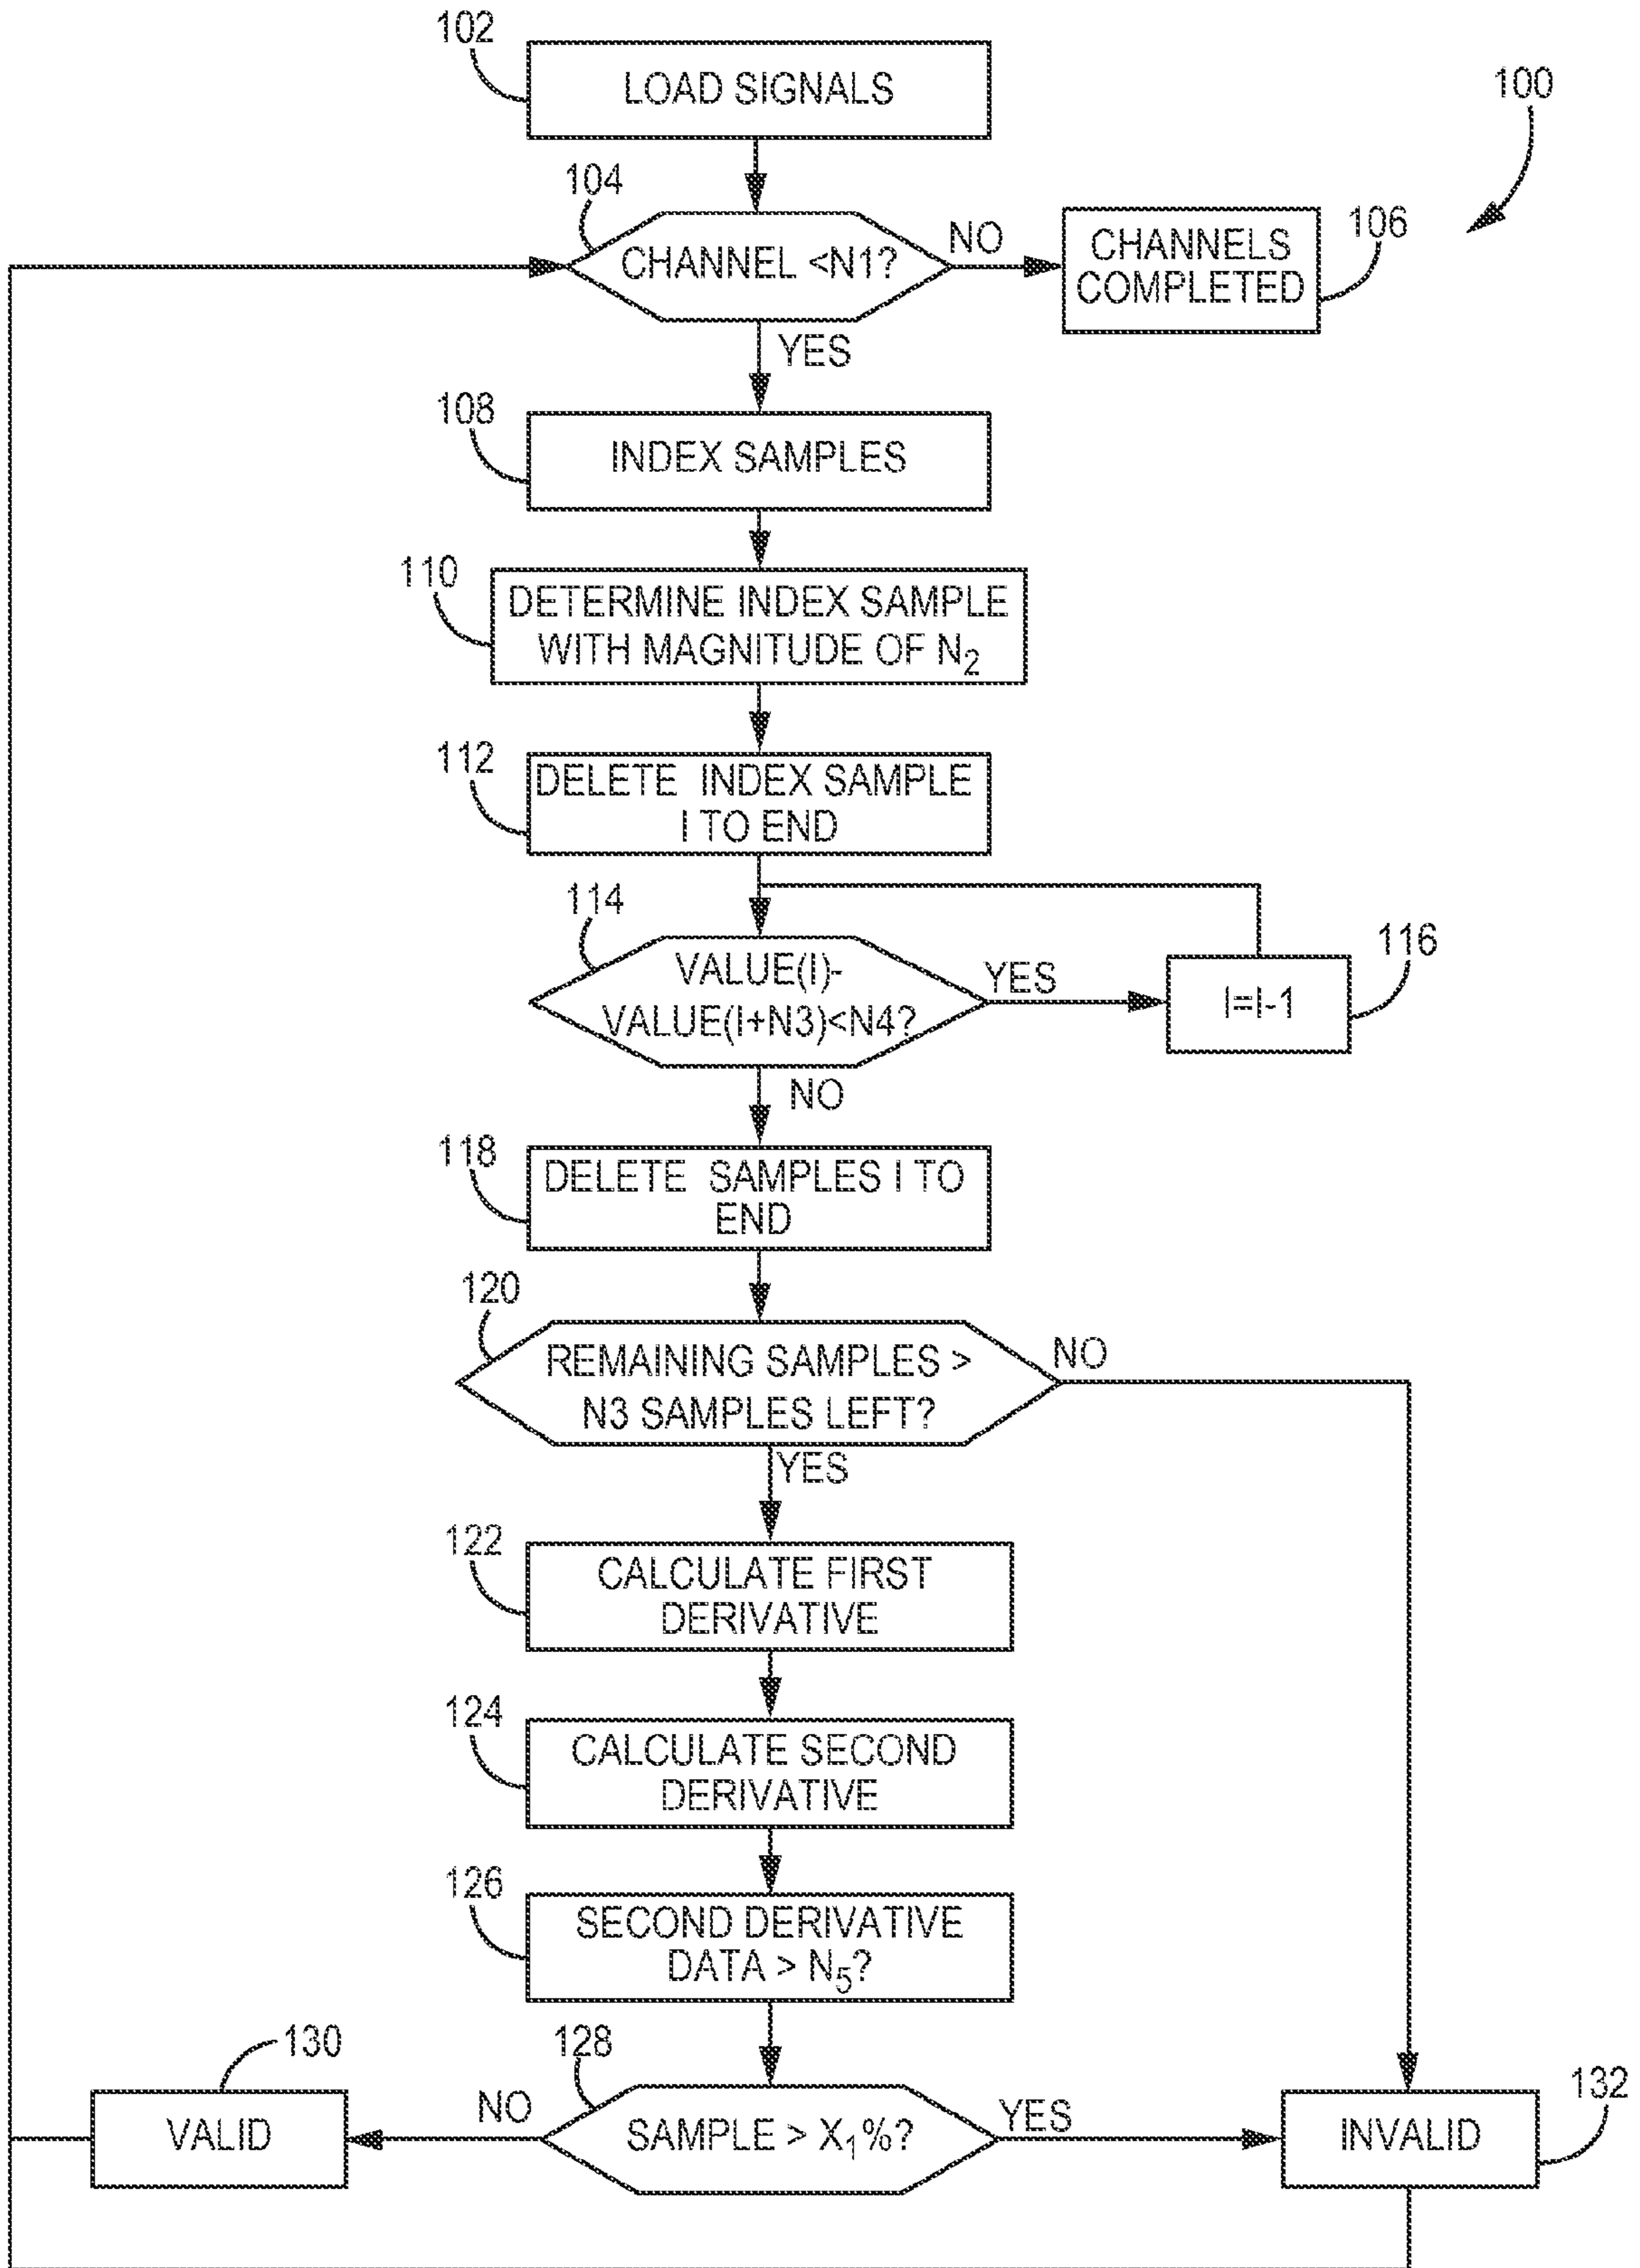 102
LOAD SIGNALS
100
104
CHANNEL <N1?
NO
CHANNELS
COMPLETED
106
YES
108
INDEX SAMPLES
110
DETERMINE INDEX SAMPLE
WITH MAGNITUDE OF N₂
112
DELETE INDEX SAMPLE
I TO END
114
VALUE(I)-
VALUE(I+N3)<N4?
YES
I=I-1
116
NO
118
DELETE SAMPLES I TO
END
120
REMAINING SAMPLES >
N3 SAMPLES LEFT?
NO
YES
122
CALCULATE FIRST
DERIVATIVE
124
CALCULATE SECOND
DERIVATIVE
126
SECOND DERIVATIVE
DATA > N₅?
130
VALID
NO
128
SAMPLE > X₁%?
YES
INVALID
132